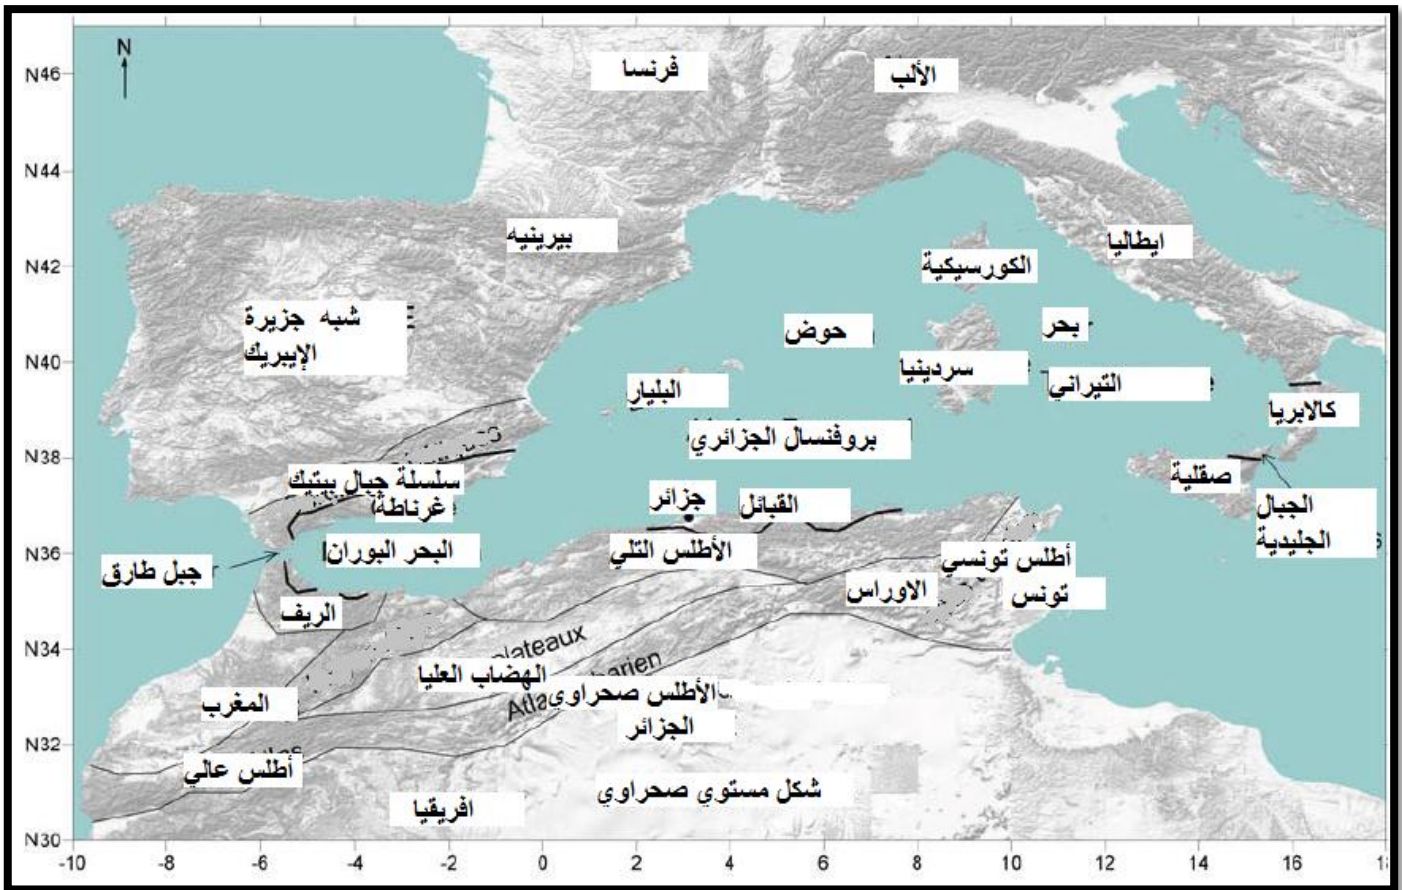 N
N46
فرنسا
الألب
N44
بيرينيه
ايطاليا
N42
الكورسيكية
شبه جزيرة
الإيبريك
حوض
بحر
N40
سردينيا
التيراني
البليار
كالابريا
بروفنسال الجزائري
N38
سلسلة جبال بيتيك
صقلية
غرناطة
جزائر
القبائل
الجبال
الجليدية
N36
جبل طارق
البحر البوران
الأطلس التلي
أطلس تونسي
الاوراس
تونس
الريف
N34
plateaux
الهضاب العليا
المغرب
Atla
arien
الأطلس صحراوي
الجزائر
N32
أطلس عالي
شكل مستوي صحراوي
افريقيا
N30
-10 -8 -6 -4 -2 0 2 4 6 8 10 12 14 16